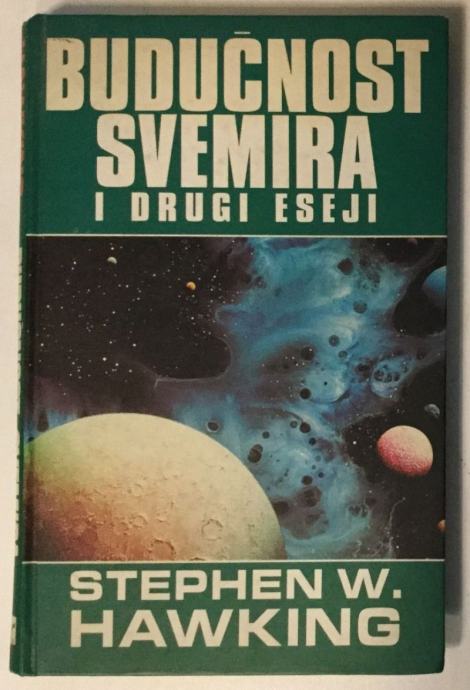 BUDUĆNOST
SVEMIRA
I DRUGI ESEJI
STEPHEN W.
HAWKING